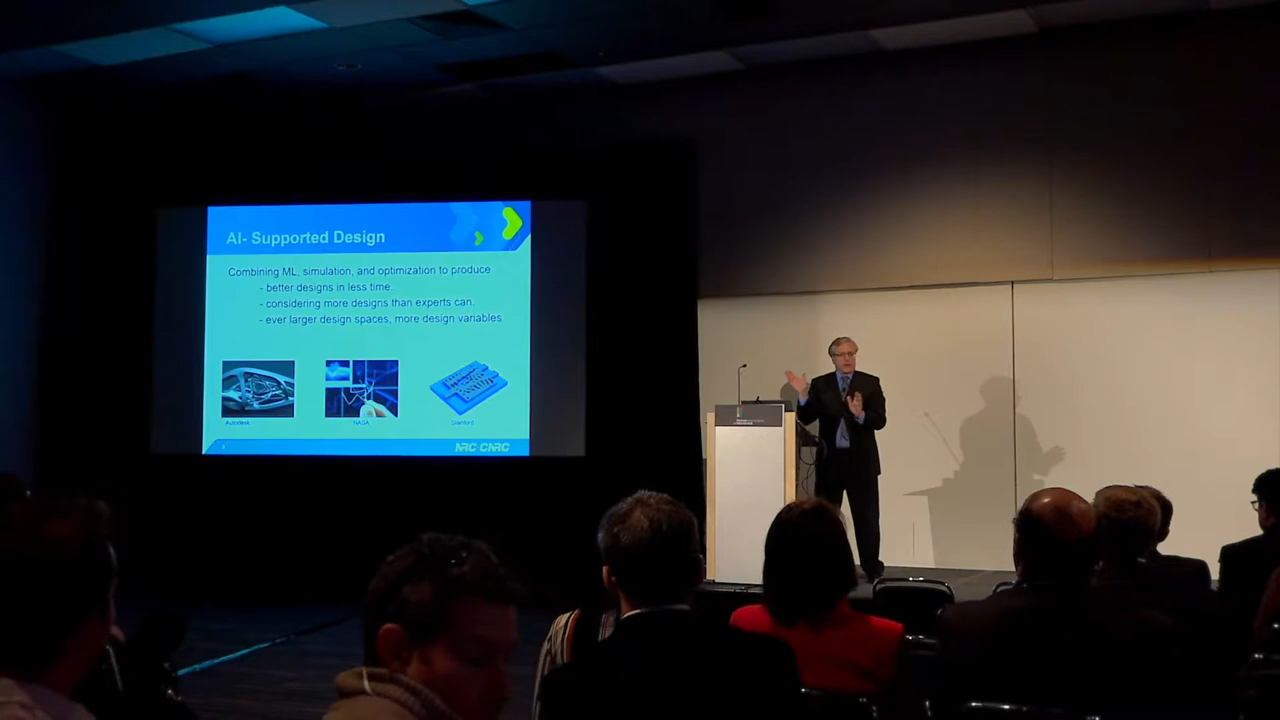 AI- Supported Design
Combining ML, simulation, and optimization to produce
- better designs in less time.
- considering more designs than experts can.
- ever larger design spaces, more design variables
Autodesk
NASA
Stanford
NRC-CNRC